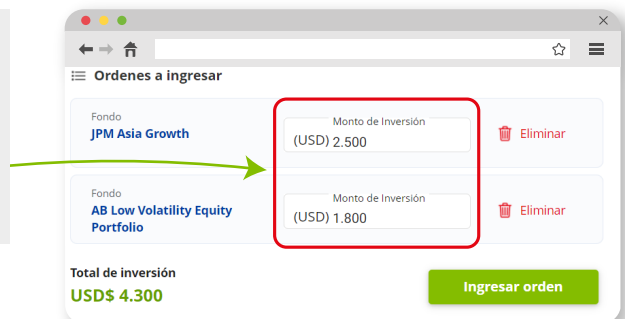 Ordenes a ingresar
Fondo
JPM Asia Growth
Monto de Inversión
(USD) 2.500
Eliminar
Fondo
AB Low Volatility Equity
Portfolio
Monto de Inversión
(USD) 1.800
Eliminar
Total de inversión
USD$ 4.300
Ingresar orden